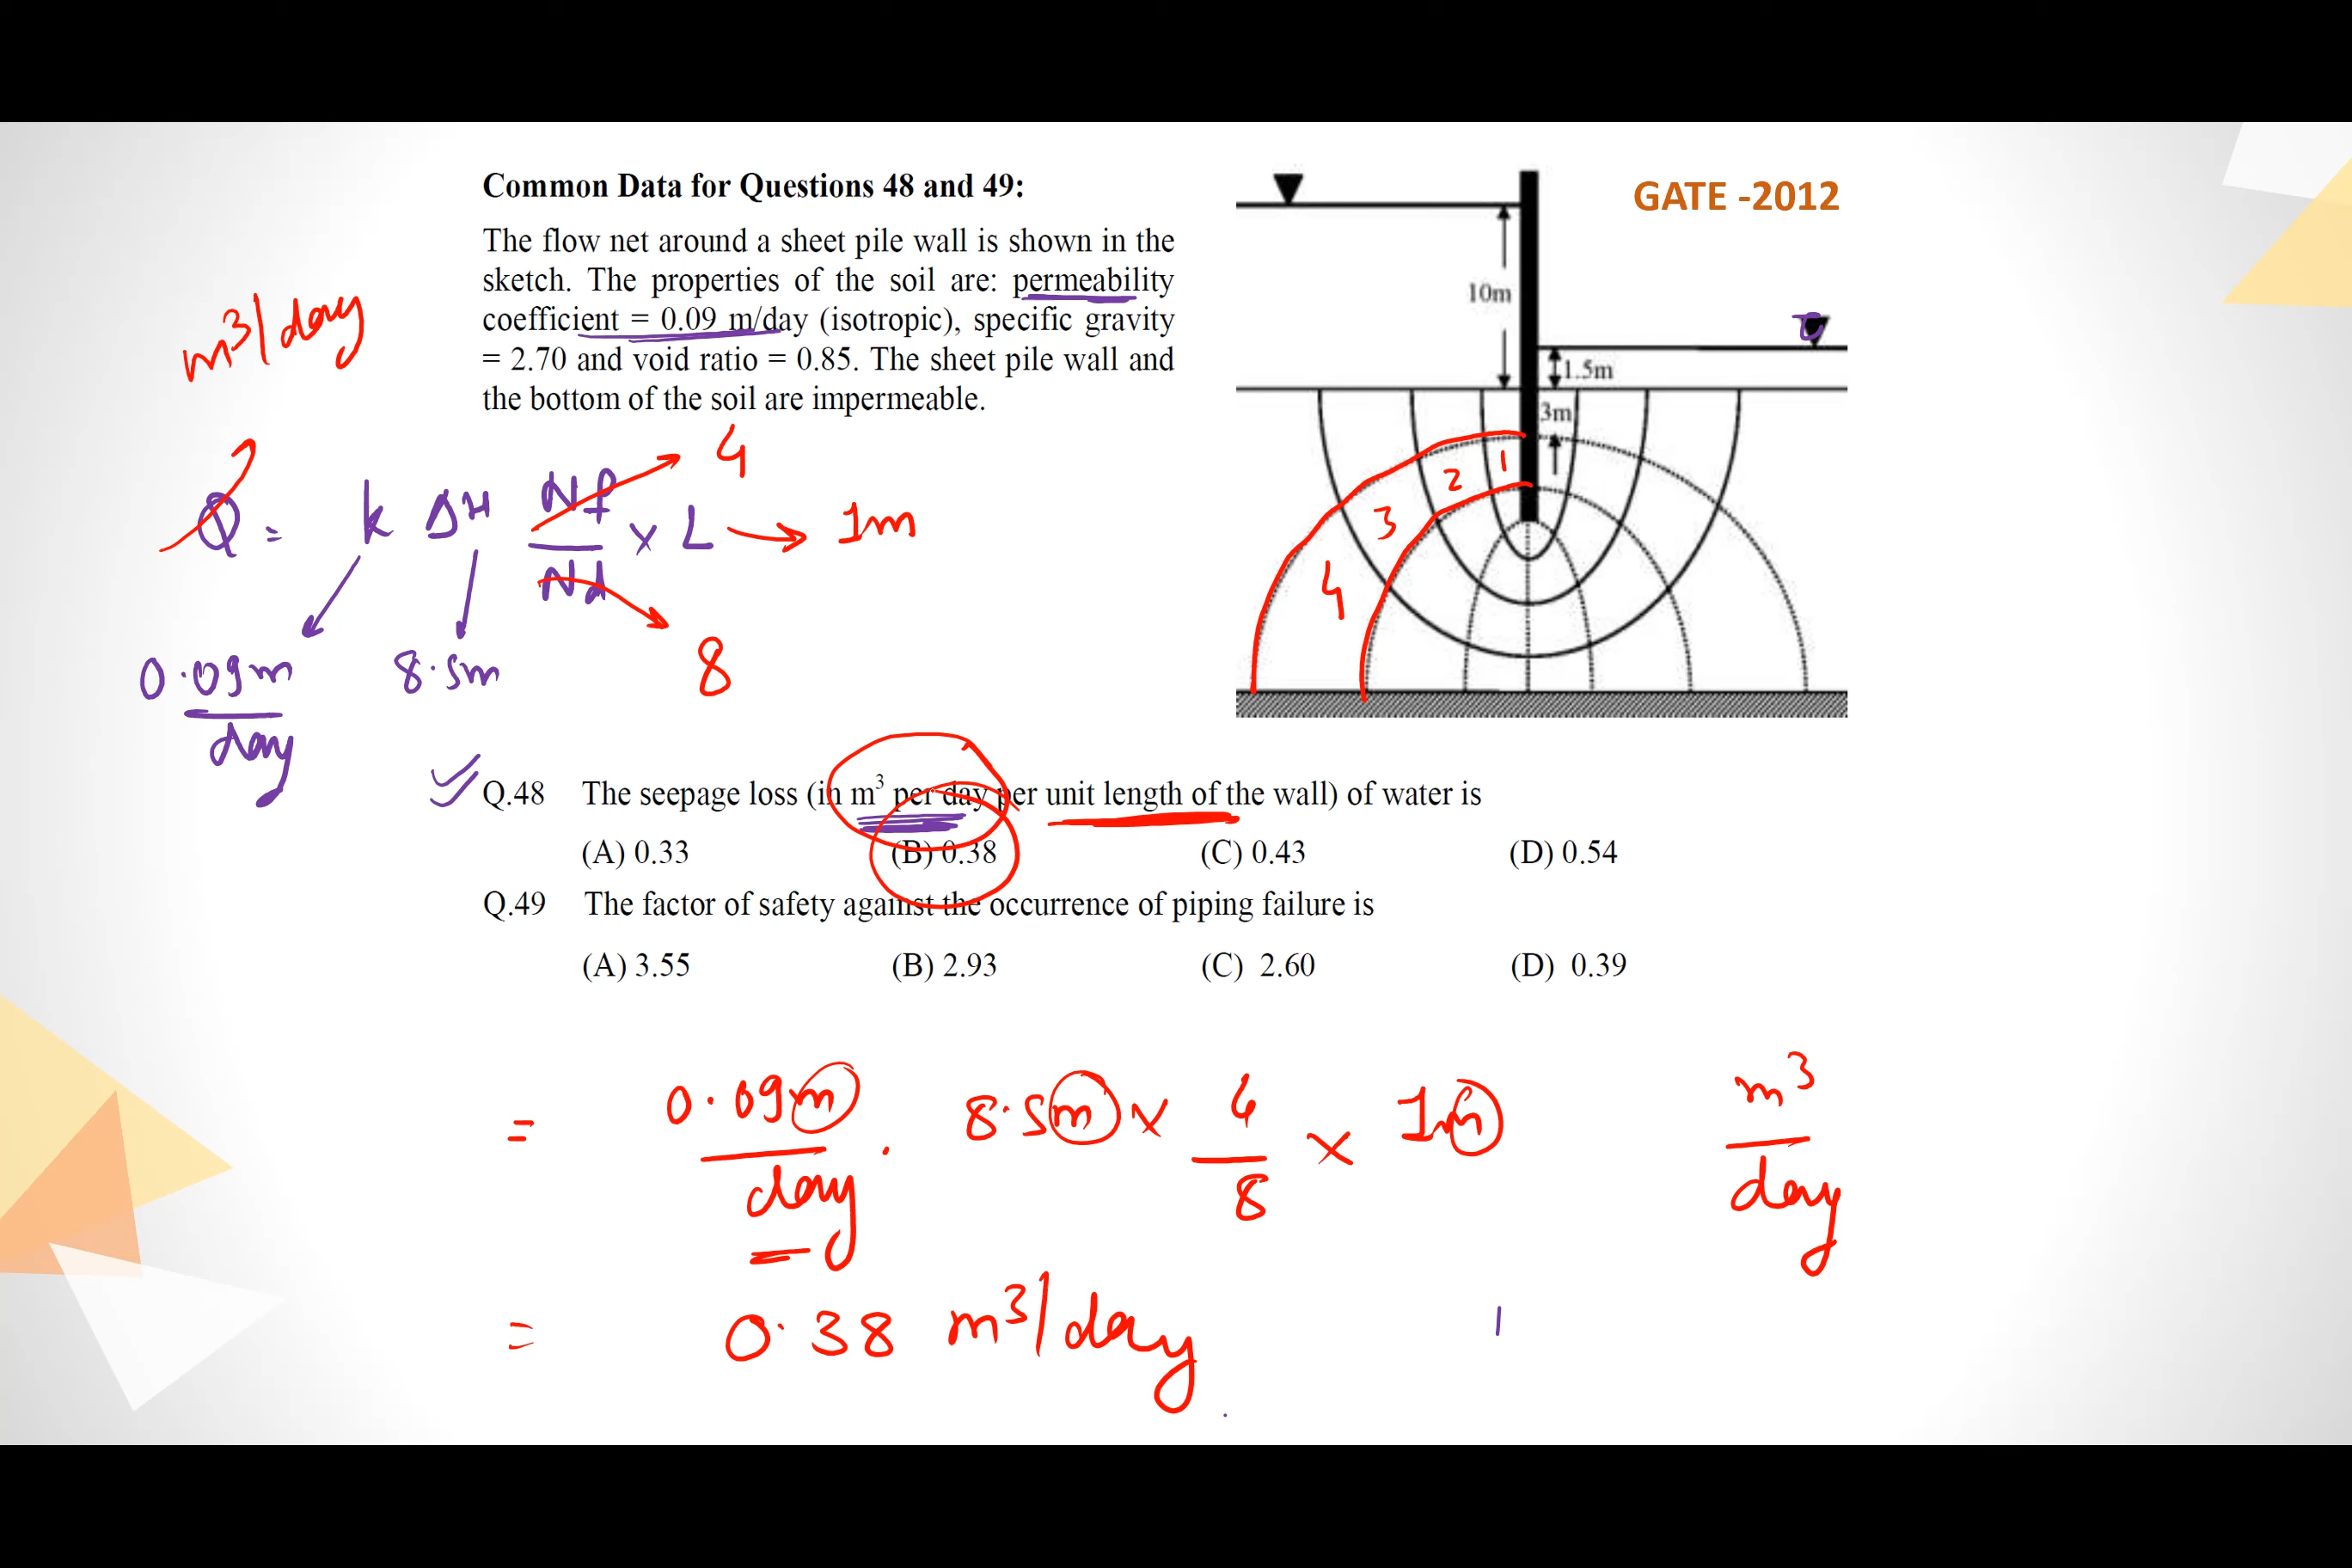 Common Data for Questions 48 and 49:
GATE -2012
The flow net around a sheet pile wall is shown in the
sketch. The properties of the soil are: permeability
coefficient = 0.09 m/day (isotropic), specific gravity
= 2.70 and void ratio = 0.85. The sheet pile wall and
the bottom of the soil are impermeable.
m³/day
10m
1.5m
3m
1
2
3
4
Q = k ΔH Nf/Nd × L → 1m
4
8
0.09m/day
8.5m
Q.48 The seepage loss (in m³ per day per unit length of the wall) of water is
(A) 0.33 (B) 0.38 (C) 0.43 (D) 0.54
Q.49 The factor of safety against the occurrence of piping failure is
(A) 3.55 (B) 2.93 (C) 2.60 (D) 0.39
= 0.09m/day . 8.5m × 4/8 × 1m
m³/day
= 0.38 m³/day.